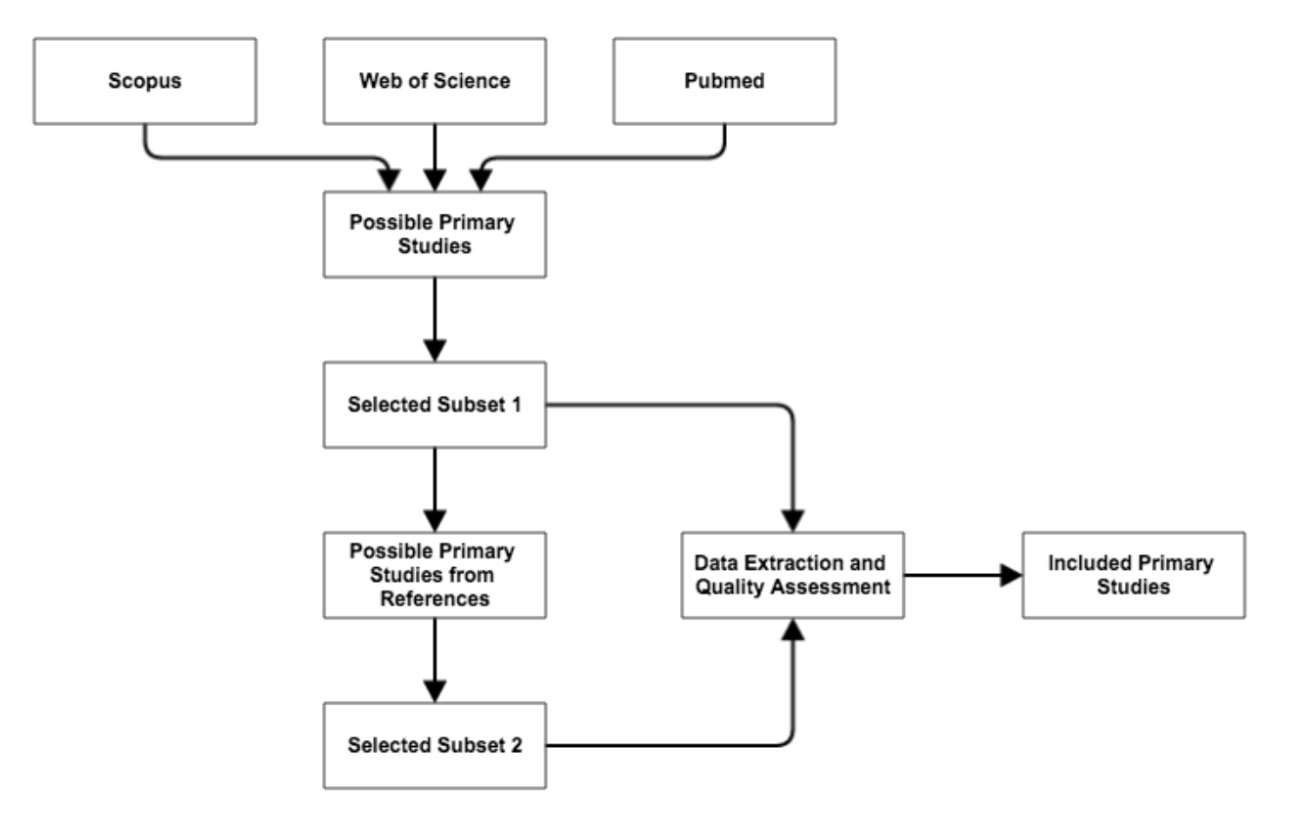 Scopus
Web of Science
Pubmed
Possible Primary
Studies
Selected Subset 1
Possible Primary
Studies from
References
Data Extraction and
Quality Assessment
Included Primary
Studies
Selected Subset 2